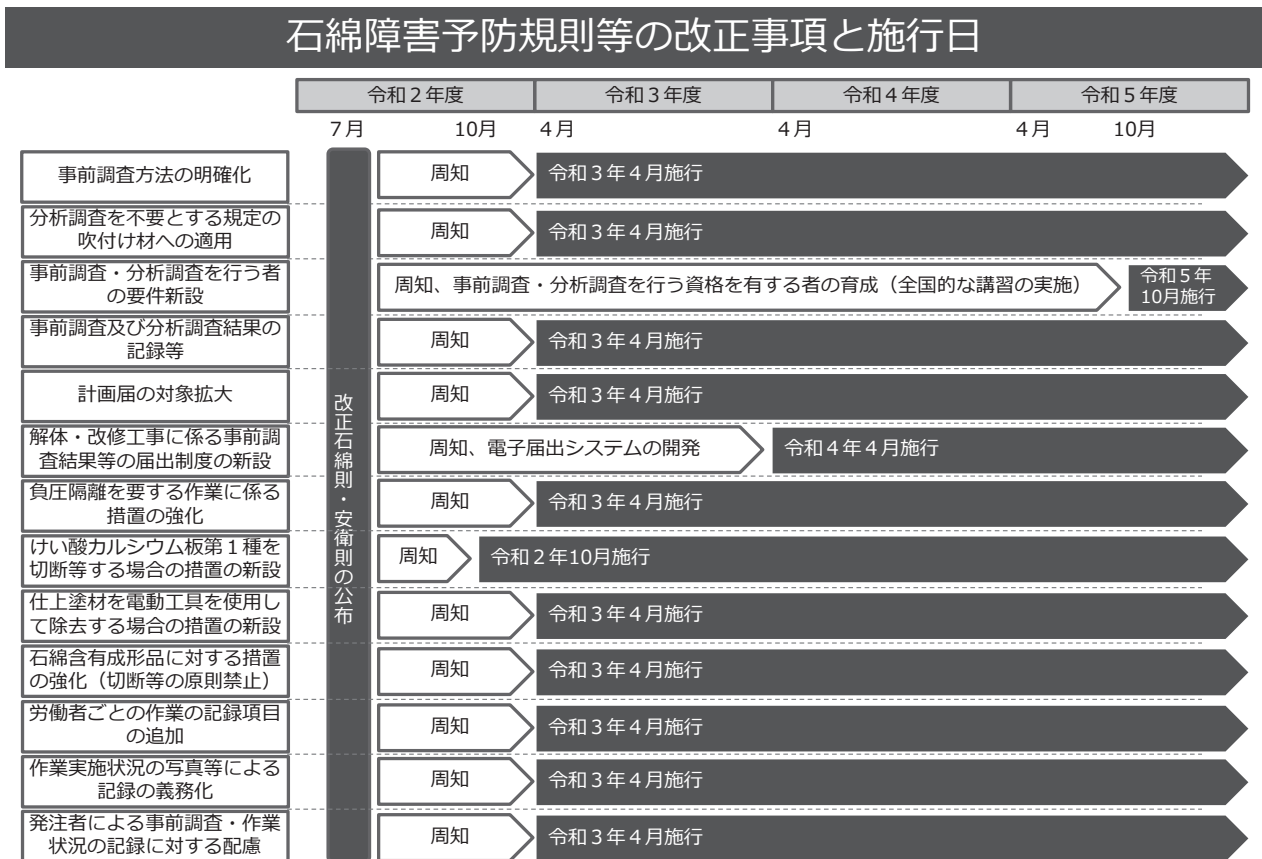 石綿障害予防規則等の改正事項と施行日
令和２年度 令和３年度 令和４年度 令和５年度
７月 10月 ４月 ４月 ４月 10月
改正石綿則・安衛則の公布
事前調査方法の明確化
周知
令和３年４月施行
分析調査を不要とする規定の
吹付け材への適用
周知
令和３年４月施行
事前調査・分析調査を行う者
の要件新設
周知、事前調査・分析調査を行う資格を有する者の育成（全国的な講習の実施）
令和５年
10月施行
事前調査及び分析調査結果の
記録等
周知
令和３年４月施行
計画届の対象拡大
周知
令和３年４月施行
解体・改修工事に係る事前調
査結果等の届出制度の新設
周知、電子届出システムの開発
令和４年４月施行
負圧隔離を要する作業に係る
措置の強化
周知
令和３年４月施行
けい酸カルシウム板第１種を
切断等する場合の措置の新設
周知
令和２年10月施行
仕上塗材を電動工具を使用し
て除去する場合の措置の新設
周知
令和３年４月施行
石綿含有成形品に対する措置
の強化（切断等の原則禁止）
周知
令和３年４月施行
労働者ごとの作業の記録項目
の追加
周知
令和３年４月施行
作業実施状況の写真等による
記録の義務化
周知
令和３年４月施行
発注者による事前調査・作業
状況の記録に対する配慮
周知
令和３年４月施行